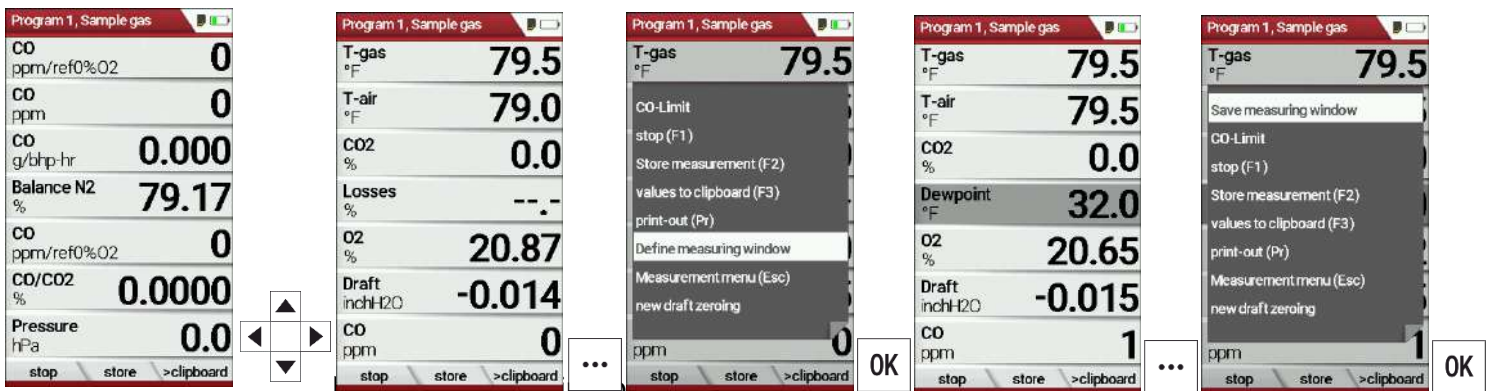 Program 1, Sample gas
CO 0
ppm/ref0%O2
CO 0
ppm
CO 0.000
g/bhp-hr
Balance N2 79.17
%
CO 0
ppm/ref0%O2
CO/CO2 0.0000
%
Pressure 0.0
hPa
stop store >clipboard
Program 1, Sample gas
T-gas 79.5
°F
T-air 79.0
°F
CO2 0.0
%
Losses --.-
%
O2 20.87
%
Draft -0.014
inchH2O
CO 0
ppm
stop store >clipboard
...
Program 1, Sample gas
T-gas 79.5
°F
CO-Limit
stop (F1)
Store measurement (F2)
values to clipboard (F3)
print-out (Pr)
Define measuring window
Measurement menu (Esc)
new draft zeroing
ppm 0
stop store >clipboard
OK
Program 1, Sample gas
T-gas 79.5
°F
T-air 79.5
°F
CO2 0.0
%
Dewpoint 32.0
°F
O2 20.65
%
Draft -0.015
inchH2O
CO 1
ppm
stop store >clipboard
...
Program 1, Sample gas
T-gas 79.5
°F
Save measuring window
CO-Limit
stop (F1)
Store measurement (F2)
values to clipboard (F3)
print-out (Pr)
Measurement menu (Esc)
new draft zeroing
ppm 1
stop store >clipboard
OK